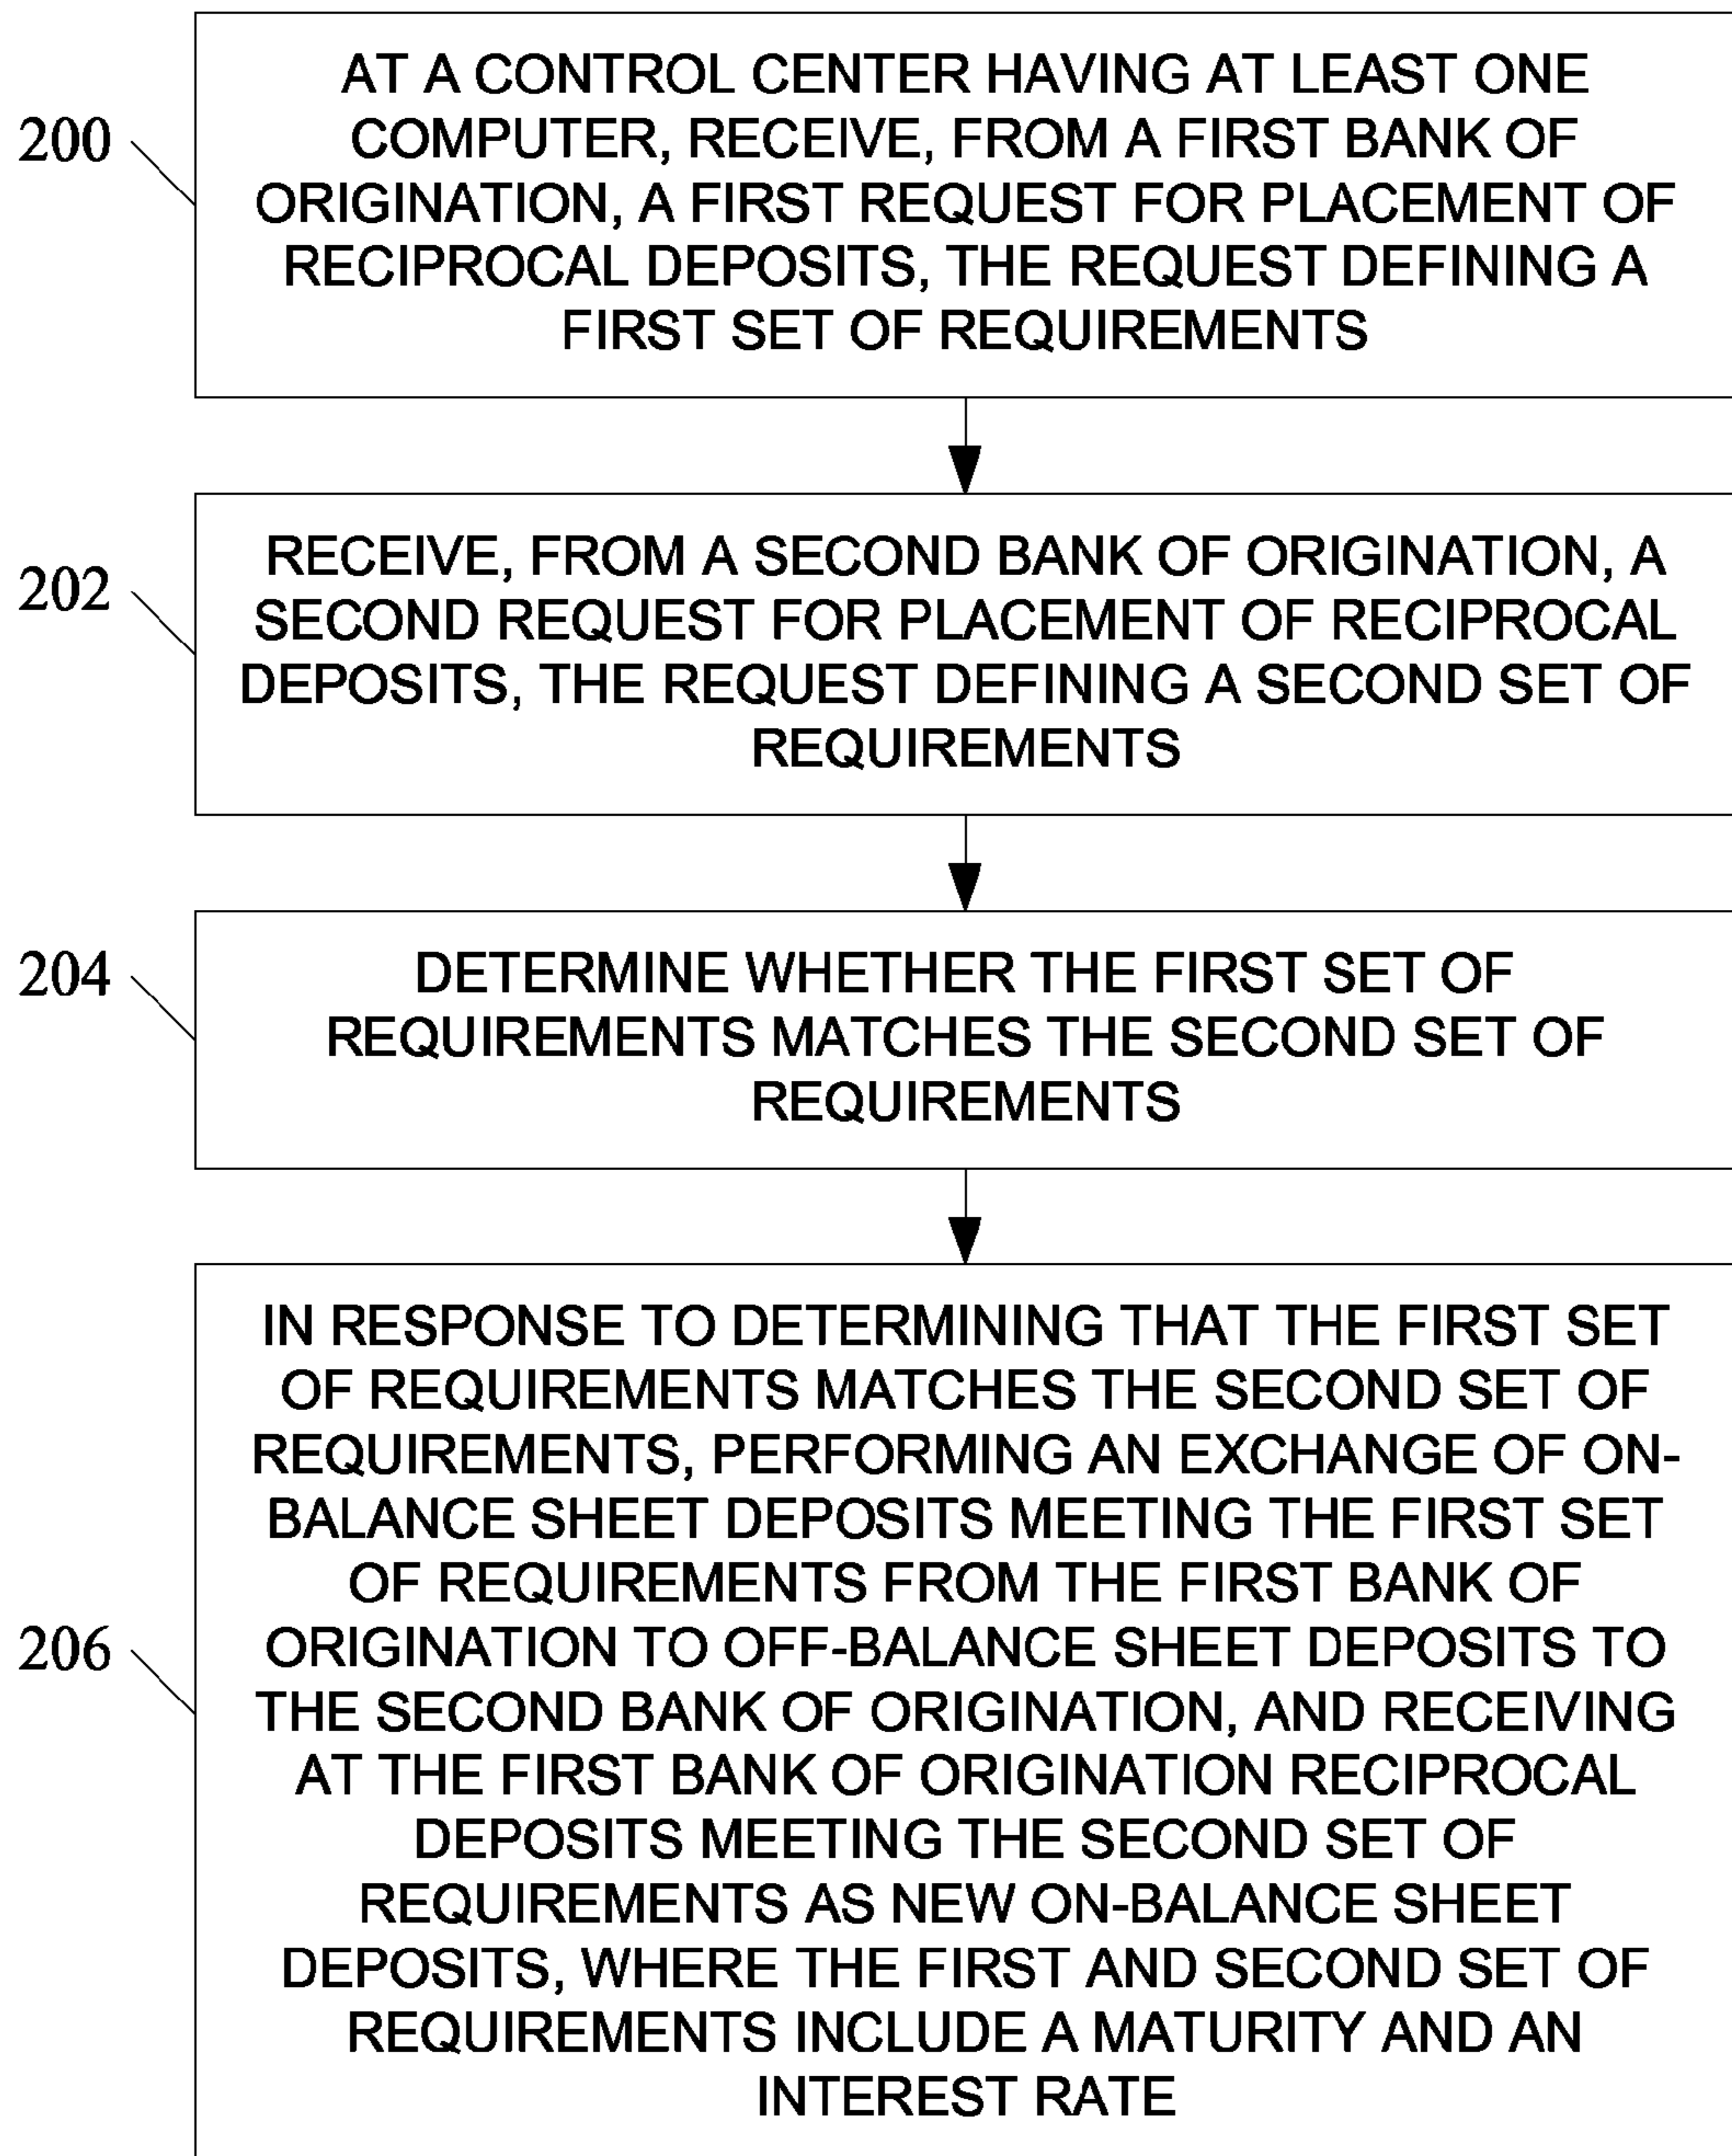 AT A CONTROL CENTER HAVING AT LEAST ONE
COMPUTER, RECEIVE, FROM A FIRST BANK OF
ORIGINATION, A FIRST REQUEST FOR PLACEMENT OF
RECIPROCAL DEPOSITS, THE REQUEST DEFINING A
FIRST SET OF REQUIREMENTS
200
RECEIVE, FROM A SECOND BANK OF ORIGINATION, A
SECOND REQUEST FOR PLACEMENT OF RECIPROCAL
DEPOSITS, THE REQUEST DEFINING A SECOND SET OF
REQUIREMENTS
202
DETERMINE WHETHER THE FIRST SET OF
REQUIREMENTS MATCHES THE SECOND SET OF
REQUIREMENTS
204
IN RESPONSE TO DETERMINING THAT THE FIRST SET
OF REQUIREMENTS MATCHES THE SECOND SET OF
REQUIREMENTS, PERFORMING AN EXCHANGE OF ON-
BALANCE SHEET DEPOSITS MEETING THE FIRST SET
OF REQUIREMENTS FROM THE FIRST BANK OF
ORIGINATION TO OFF-BALANCE SHEET DEPOSITS TO
THE SECOND BANK OF ORIGINATION, AND RECEIVING
AT THE FIRST BANK OF ORIGINATION RECIPROCAL
DEPOSITS MEETING THE SECOND SET OF
REQUIREMENTS AS NEW ON-BALANCE SHEET
DEPOSITS, WHERE THE FIRST AND SECOND SET OF
REQUIREMENTS INCLUDE A MATURITY AND AN
INTEREST RATE
206